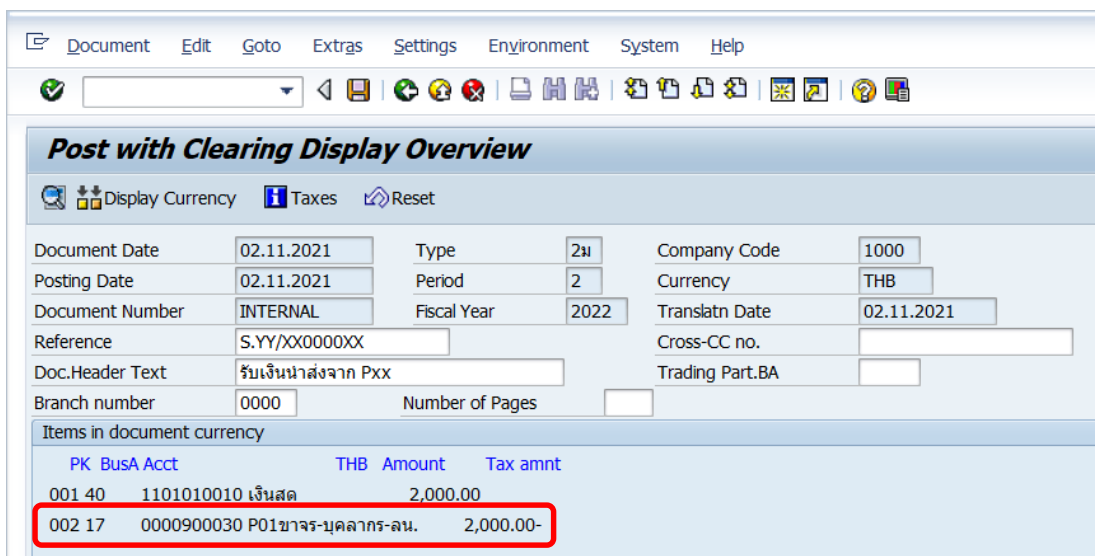 Document Edit Goto Extras Settings Environment System Help
Post with Clearing Display Overview
Display Currency Taxes Reset
Document Date 02.11.2021 Type 2ม Company Code 1000
Posting Date 02.11.2021 Period 2 Currency THB
Document Number INTERNAL Fiscal Year 2022 Translatn Date 02.11.2021
Reference S.YY/XX0000XX Cross-CC no.
Doc.Header Text รับเงินนำส่งจาก Pxx Trading Part.BA
Branch number 0000 Number of Pages
Items in document currency
PK BusA Acct THB Amount Tax amnt
001 40 1101010010 เงินสด 2,000.00
002 17 0000900030 P01ขาจร-บุคลากร-ลน. 2,000.00-